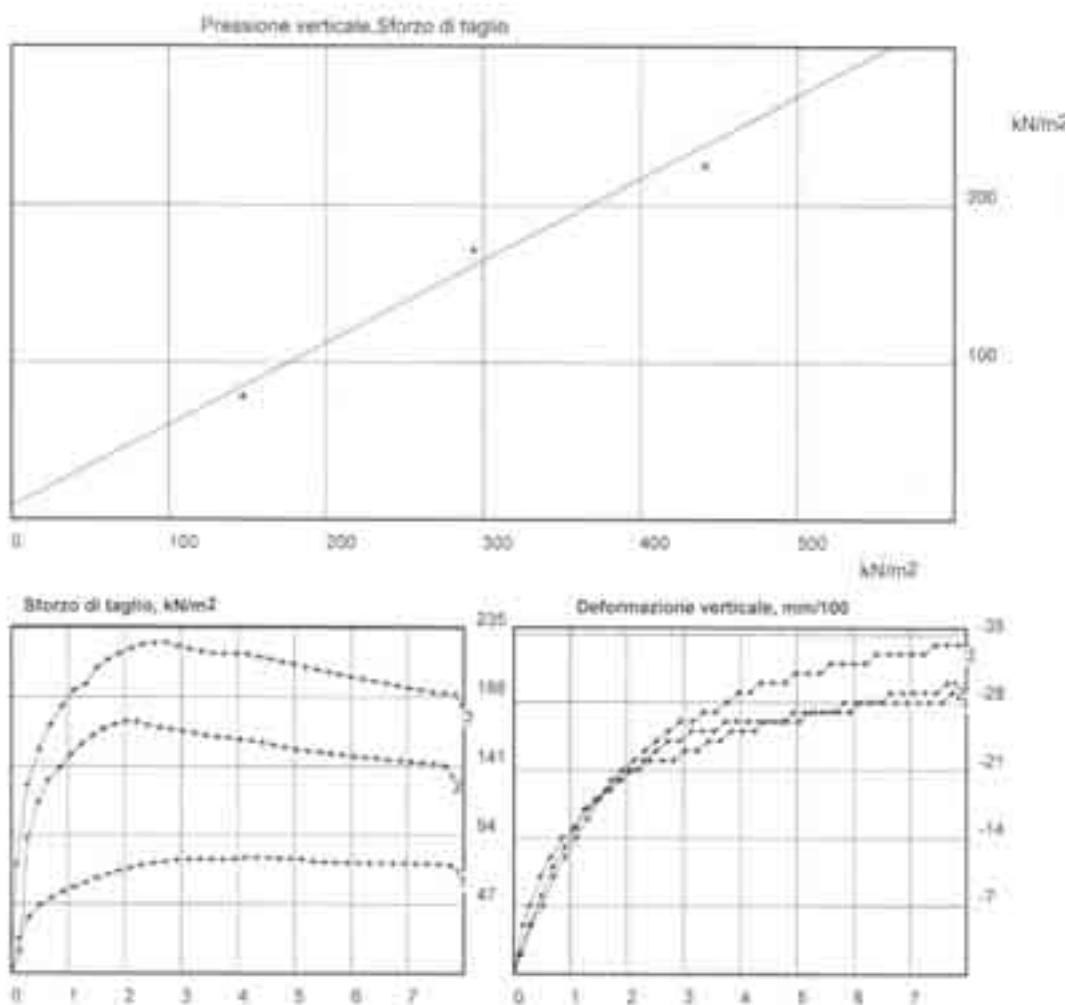 Pressione verticale,Sforzo di taglio
kN/m2
200
100
0 100 200 300 400 500
kN/m2
Sforzo di taglio, kN/m2
235
188
141
94
47
0 1 2 3 4 5 6 7
Deformazione verticale, mm/100
-35
-28
-21
-14
-7
0 1 2 3 4 5 6 7